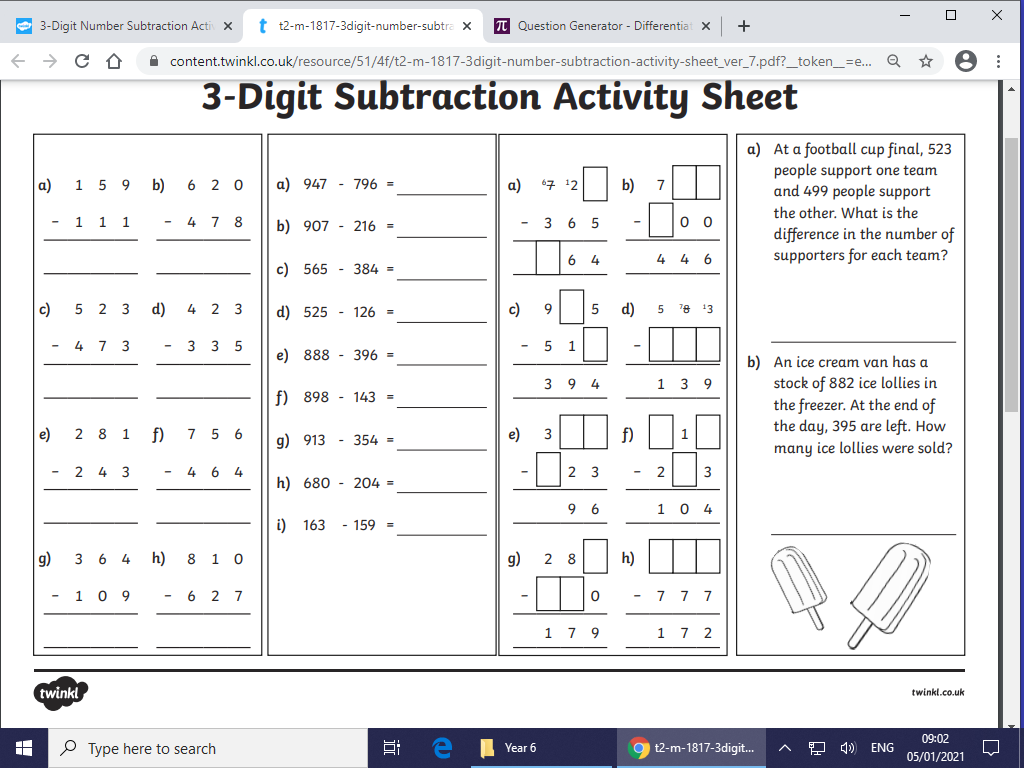 3-Digit Number Subtraction Activ
t2-m-1817-3digit-number-subtra
Question Generator - Differentiat
content.twinkl.co.uk/resource/51/4f/t2-m-1817-3digit-number-subtraction-activity-sheet_ver_7.pdf?__token__=e...
3-Digit Subtraction Activity Sheet
a) 1 5 9 b) 6 2 0
- 1 1 1 - 4 7 8
c) 5 2 3 d) 4 2 3
- 4 7 3 - 3 3 5
e) 2 8 1 f) 7 5 6
- 2 4 3 - 4 6 4
g) 3 6 4 h) 8 1 0
- 1 0 9 - 6 2 7
a) 947 - 796 =
b) 907 - 216 =
c) 565 - 384 =
d) 525 - 126 =
e) 888 - 396 =
f) 898 - 143 =
g) 913 - 354 =
h) 680 - 204 =
i) 163 - 159 =
a) 6 7 1 2 b) 7
- 3 6 5 - 0 0
6 4 4 4 6
c) 9 5 d) 5 7 8 1 3
- 5 1 -
3 9 4 1 3 9
e) 3 f) 1
- 2 3 - 2 3
9 6 1 0 4
g) 2 8 h)
- 0 - 7 7 7
1 7 9 1 7 2
a) At a football cup final, 523
people support one team
and 499 people support
the other. What is the
difference in the number of
supporters for each team?
b) An ice cream van has a
stock of 882 ice lollies in
the freezer. At the end of
the day, 395 are left. How
many ice lollies were sold?
twinkl
twinkl.co.uk
Type here to search
Year 6
t2-m-1817-3digit...
ENG
09:02
05/01/2021